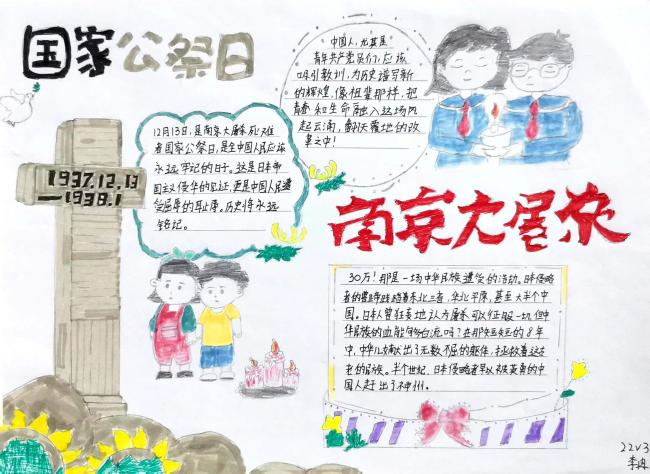 国家公祭日
中国人,尤其是
青年共产党员们,应该
吸引教训,为历史谱写新
的辉煌,像祖辈那样,把
青春和生命融入这场风
起云涌,翻天覆地的改
革之中!
12月13日,是南京大屠杀死难
者国家公祭日,是全中国人民应该
永远牢记的日子。这是日本帝
国主义侵华的见证,更是中国人民遭
受屈辱的耻辱。历史将永远
铭记。
1937.12.13
—1938.1
南京大屠杀
30万!那是一场中华民族遭受的浩劫。日本侵略
者的铁蹄践踏着东北三省,华北平原,甚至大半个中
国。日本人曾狂妄地认为屠杀可以征服一切,但中
华民族的血能白流吗?在那的8年
中,中华儿女献出了无数不屈的躯体,拯救着这古
老的民族。半个世纪,日本侵略者早以被英勇的中
国人赶出了神州。
22V3
李冉